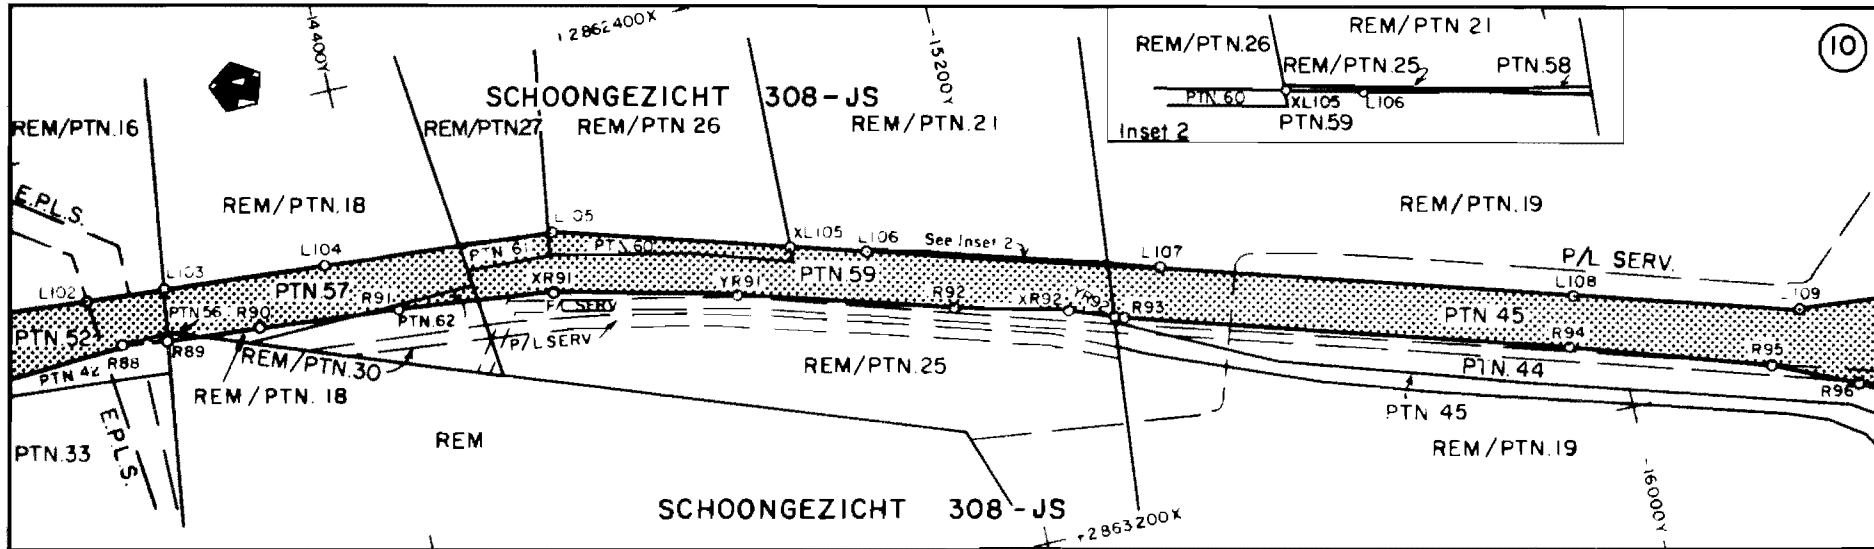 -14400Y
+2862400X
-15200Y
10
REM/PTN.26
REM/PTN 21
REM/PTN.25
PTN.58
PTN.60
XL105
L106
PTN.59
Inset 2
SCHOONGEZICHT 308-JS
REM/PTN.16
REM/PTN27
REM/PTN 26
REM/PTN.21
E.P.L.S.
REM/PTN.18
REM/PTN.19
L105
L104
PTN 61
PTN 60
XL105
L106
See Inset 2
L107
P/L SERV.
L102
L103
PTN.57
XR91
YR91
PTN 59
L108
L109
PTN 52
PTN 56
R90
R91
PTN.62
P/L SERV
R92
XR92
YR92
R93
PTN 45
R94
R88
R89
REM/PTN.30
P/L SERV
REM/PTN.25
R95
PTN 42
REM/PTN. 18
PTN.44
R96
E.P.L.S.
PTN 45
PTN.33
REM
REM/PTN.19
SCHOONGEZICHT 308-JS
+2863200X
-16000Y